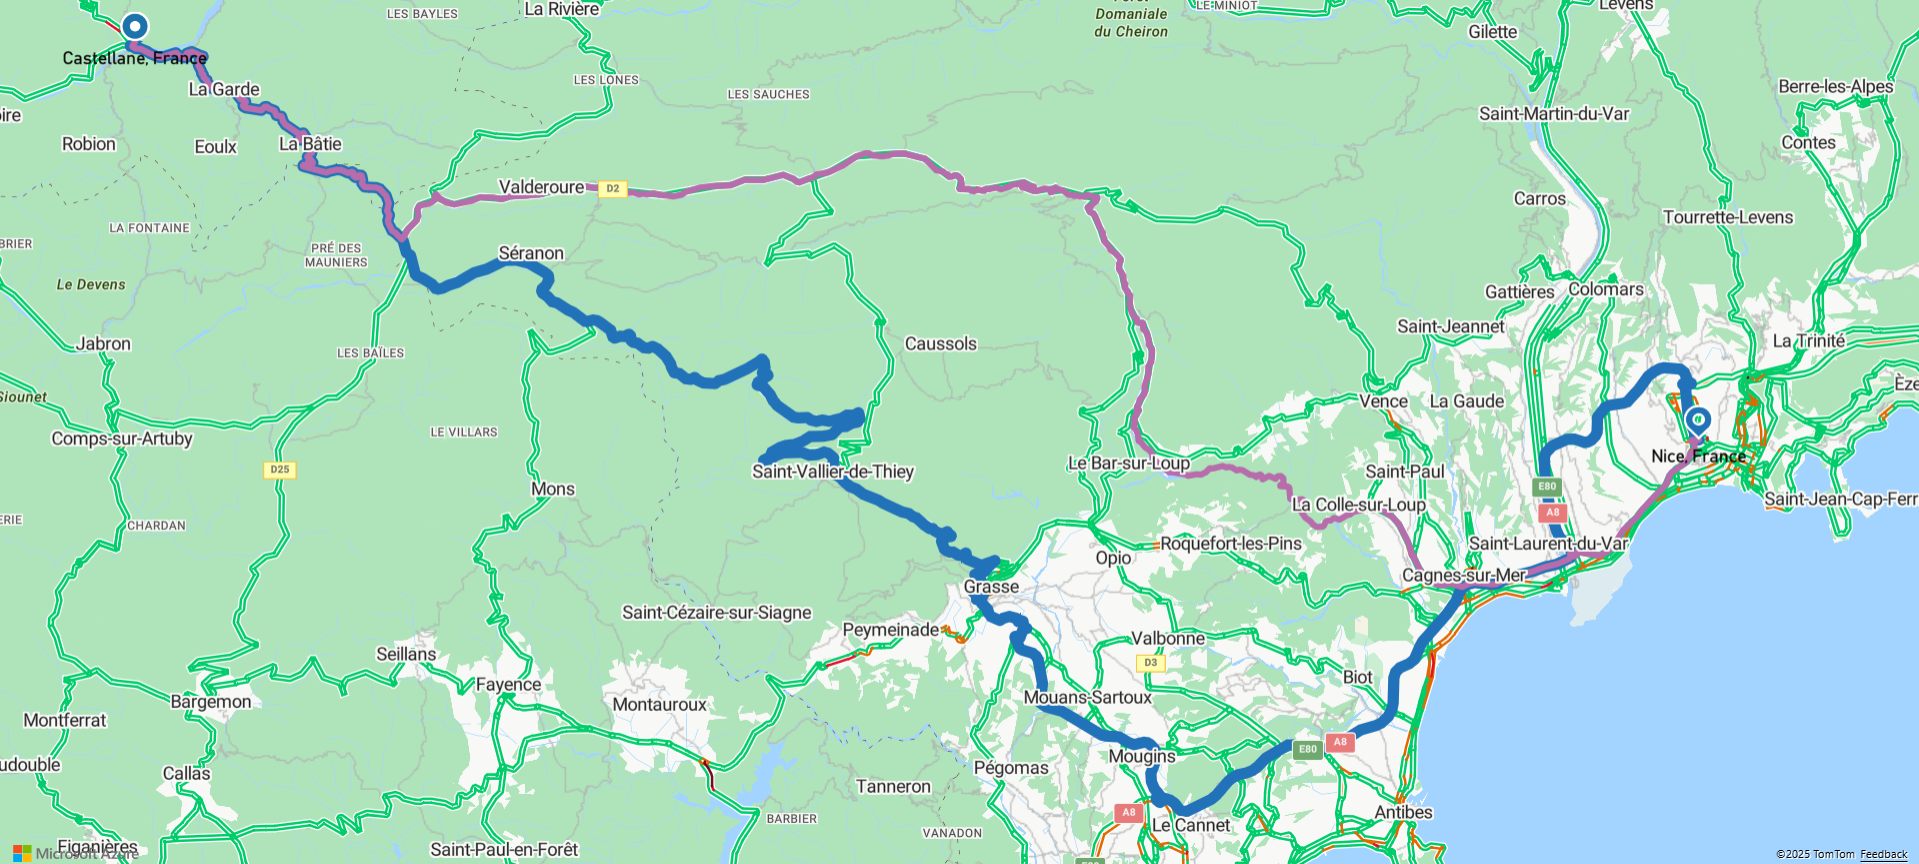 LES BAYLES
La Rivière
Domaniale
du Cheiron
LE MINIOT
Levens
Gilette
Castellane, France
La Garde
LES LONES
LES SAUCHES
Berre-les-Alpes
oire
Saint-Martin-du-Var
Robion
Eoulx
La Bâtie
Contes
Valderoure
D2
Carros
LA FONTAINE
Tourrette-Levens
BRIER
PRÉ DES
MAUNIERS
Séranon
Le Devens
Gattières
Colomars
Saint-Jeannet
Jabron
LES BAÏLES
Caussols
La Trinité
Siounet
Èze
Vence
La Gaude
Comps-sur-Artuby
LE VILLARS
Nice, France
D25
Saint-Vallier-de-Thiey
Le Bar-sur-Loup
Saint-Paul
Mons
E80
Saint-Jean-Cap-Ferr
ERIE
CHARDAN
La Colle-sur-Loup
A8
Opio
Roquefort-les-Pins
Saint-Laurent-du-Var
Grasse
Cagnes-sur-Mer
Saint-Cézaire-sur-Siagne
Peymeinade
Valbonne
Seillans
D3
Fayence
Biot
Bargemon
Montauroux
Mouans-Sartoux
Montferrat
E80
A8
udouble
Callas
Pégomas
Mougins
Tanneron
BARBIER
A8
Le Cannet
Antibes
VANADON
Figanières
Saint-Paul-en-Forêt
Microsoft Azure
©2025 TomTom Feedback